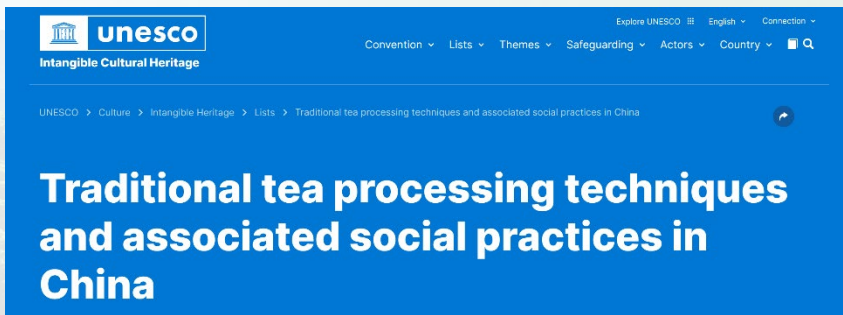 Explore UNESCO English Connection
unesco
Convention Lists Themes Safeguarding Actors Country
Intangible Cultural Heritage
UNESCO > Culture > Intangible Heritage > Lists > Traditional tea processing techniques and associated social practices in China
Traditional tea processing techniques
and associated social practices in
China